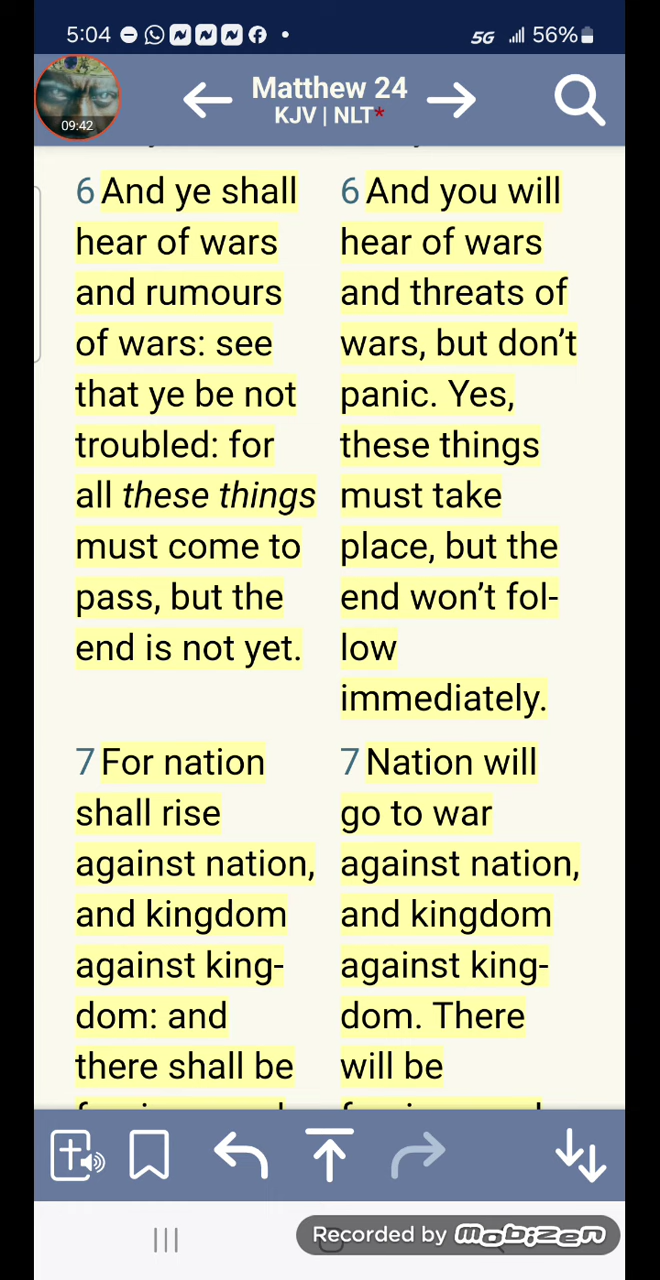 5:04
5G
56%
09:42
Matthew 24
KJV | NLT*
6 And ye shall
hear of wars
and rumours
of wars: see
that ye be not
troubled: for
all these things
must come to
pass, but the
end is not yet.
7 For nation
shall rise
against nation,
and kingdom
against king-
dom: and
there shall be
6 And you will
hear of wars
and threats of
wars, but don't
panic. Yes,
these things
must take
place, but the
end won't fol-
low
immediately.
7 Nation will
go to war
against nation,
and kingdom
against king-
dom. There
will be
Recorded by mobizen